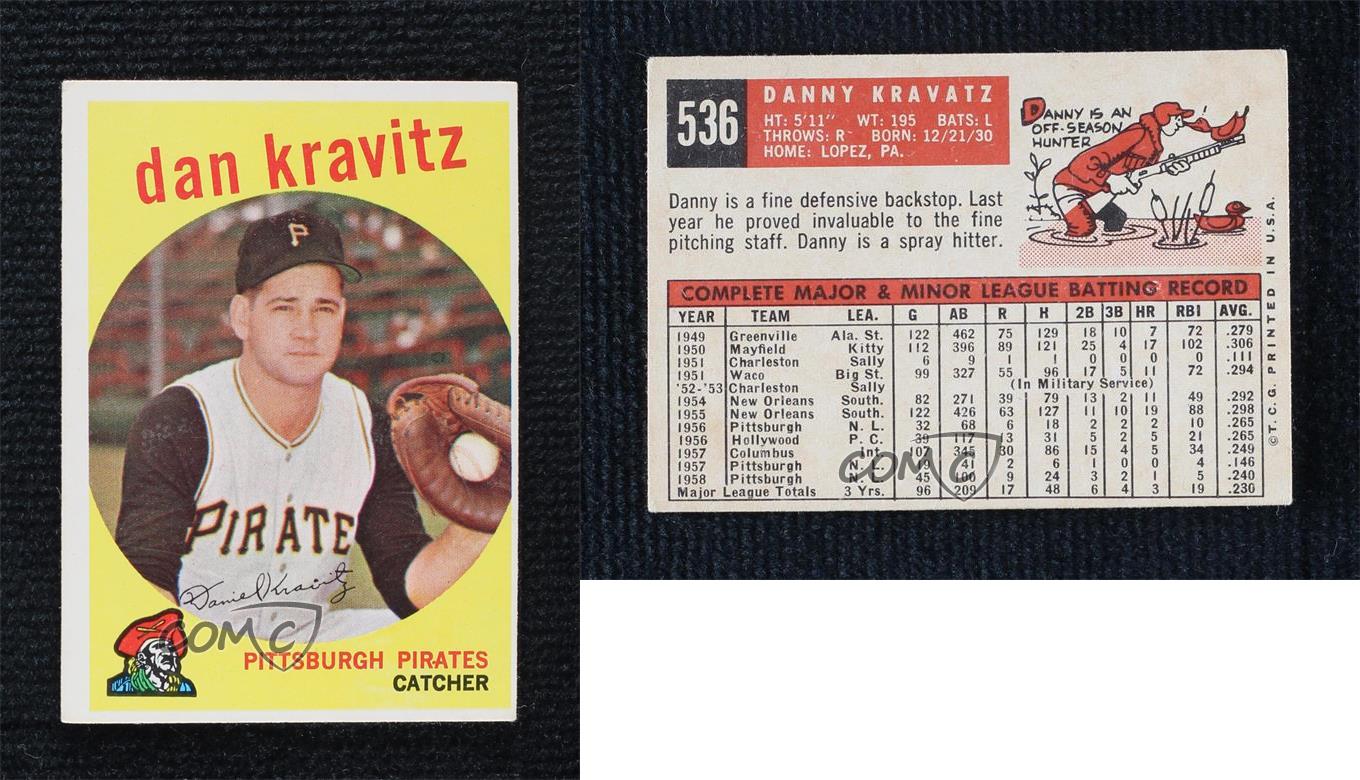 dan kravitz
P
PIRATE
Daniel Kravitz
COMC
PITTSBURGH PIRATES
CATCHER
536
DANNY KRAVATZ
HT: 5'11" WT: 195 BATS: L
THROWS: R BORN: 12/21/30
HOME: LOPEZ, PA.
DANNY IS AN
OFF-SEASON
HUNTER
Danny is a fine defensive backstop. Last
year he proved invaluable to the fine
pitching staff. Danny is a spray hitter.
COMPLETE MAJOR & MINOR LEAGUE BATTING RECORD
YEAR TEAM LEA. G AB R H 2B 3B HR RBI AVG.
1949 Greenville Ala. St. 122 462 75 129 18 10 7 72 .279
1950 Mayfield Kitty 112 396 89 121 25 4 17 102 .306
1951 Charleston Sally 6 9 1 1 0 0 0 0 .111
1951 Waco Big St. 99 327 55 96 17 5 11 72 .294
'52-'53 Charleston Sally (In Military Service)
1954 New Orleans South. 82 271 39 79 13 2 11 49 .292
1955 New Orleans South. 122 426 63 127 11 10 19 88 .298
1956 Pittsburgh N. L. 32 68 6 18 2 2 2 10 .265
1956 Hollywood P. C. 39 117 13 31 5 2 5 21 .265
1957 Columbus Int. 107 345 30 86 15 4 5 34 .249
1957 Pittsburgh N. L. 41 2 6 1 0 0 4 .146
1958 Pittsburgh N. L. 45 100 9 24 3 2 1 5 .240
Major League Totals 3 Yrs. 96 209 17 48 6 4 3 19 .230
COMC
©T.C.G. PRINTED IN U.S.A.